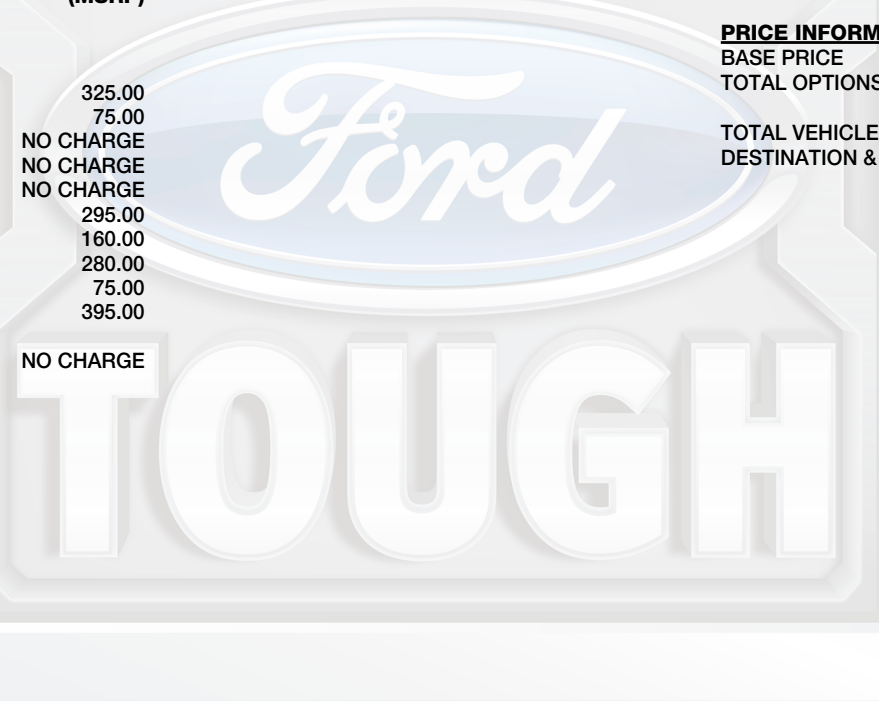 (MSRP)
325.00
75.00
NO CHARGE
NO CHARGE
NO CHARGE
295.00
160.00
280.00
75.00
395.00
NO CHARGE
PRICE INFORM
BASE PRICE
TOTAL OPTIONS
TOTAL VEHICLE
DESTINATION &
Ford
TOUGH